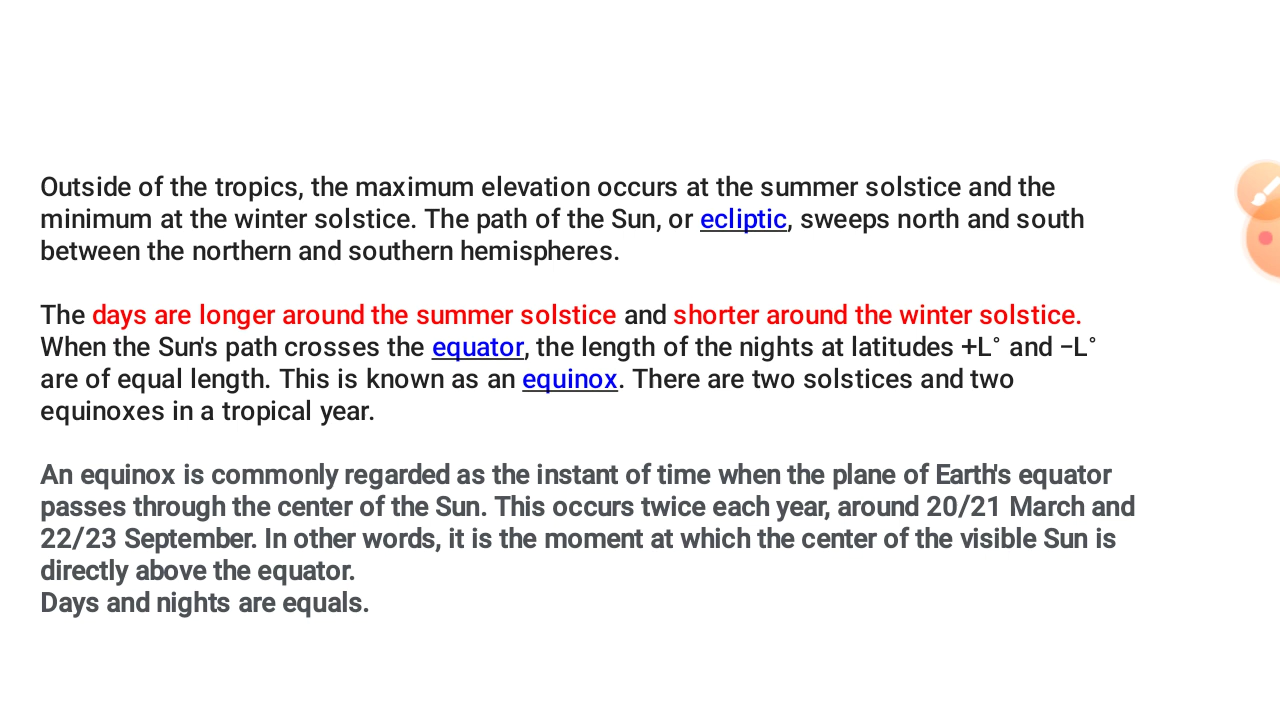 Outside of the tropics, the maximum elevation occurs at the summer solstice and the
minimum at the winter solstice. The path of the Sun, or ecliptic, sweeps north and south
between the northern and southern hemispheres.
The days are longer around the summer solstice and shorter around the winter solstice.
When the Sun's path crosses the equator, the length of the nights at latitudes +L° and −L°
are of equal length. This is known as an equinox. There are two solstices and two
equinoxes in a tropical year.
An equinox is commonly regarded as the instant of time when the plane of Earth's equator
passes through the center of the Sun. This occurs twice each year, around 20/21 March and
22/23 September. In other words, it is the moment at which the center of the visible Sun is
directly above the equator.
Days and nights are equals.